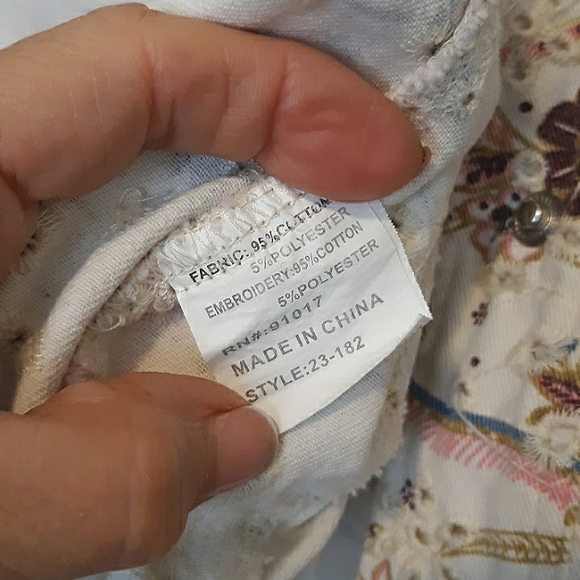 FABRIC: 95%COTTON
5%POLYESTER
EMBROIDERY:95%COTTON
5%POLYESTER
RN#:91017
MADE IN CHINA
STYLE:23-182